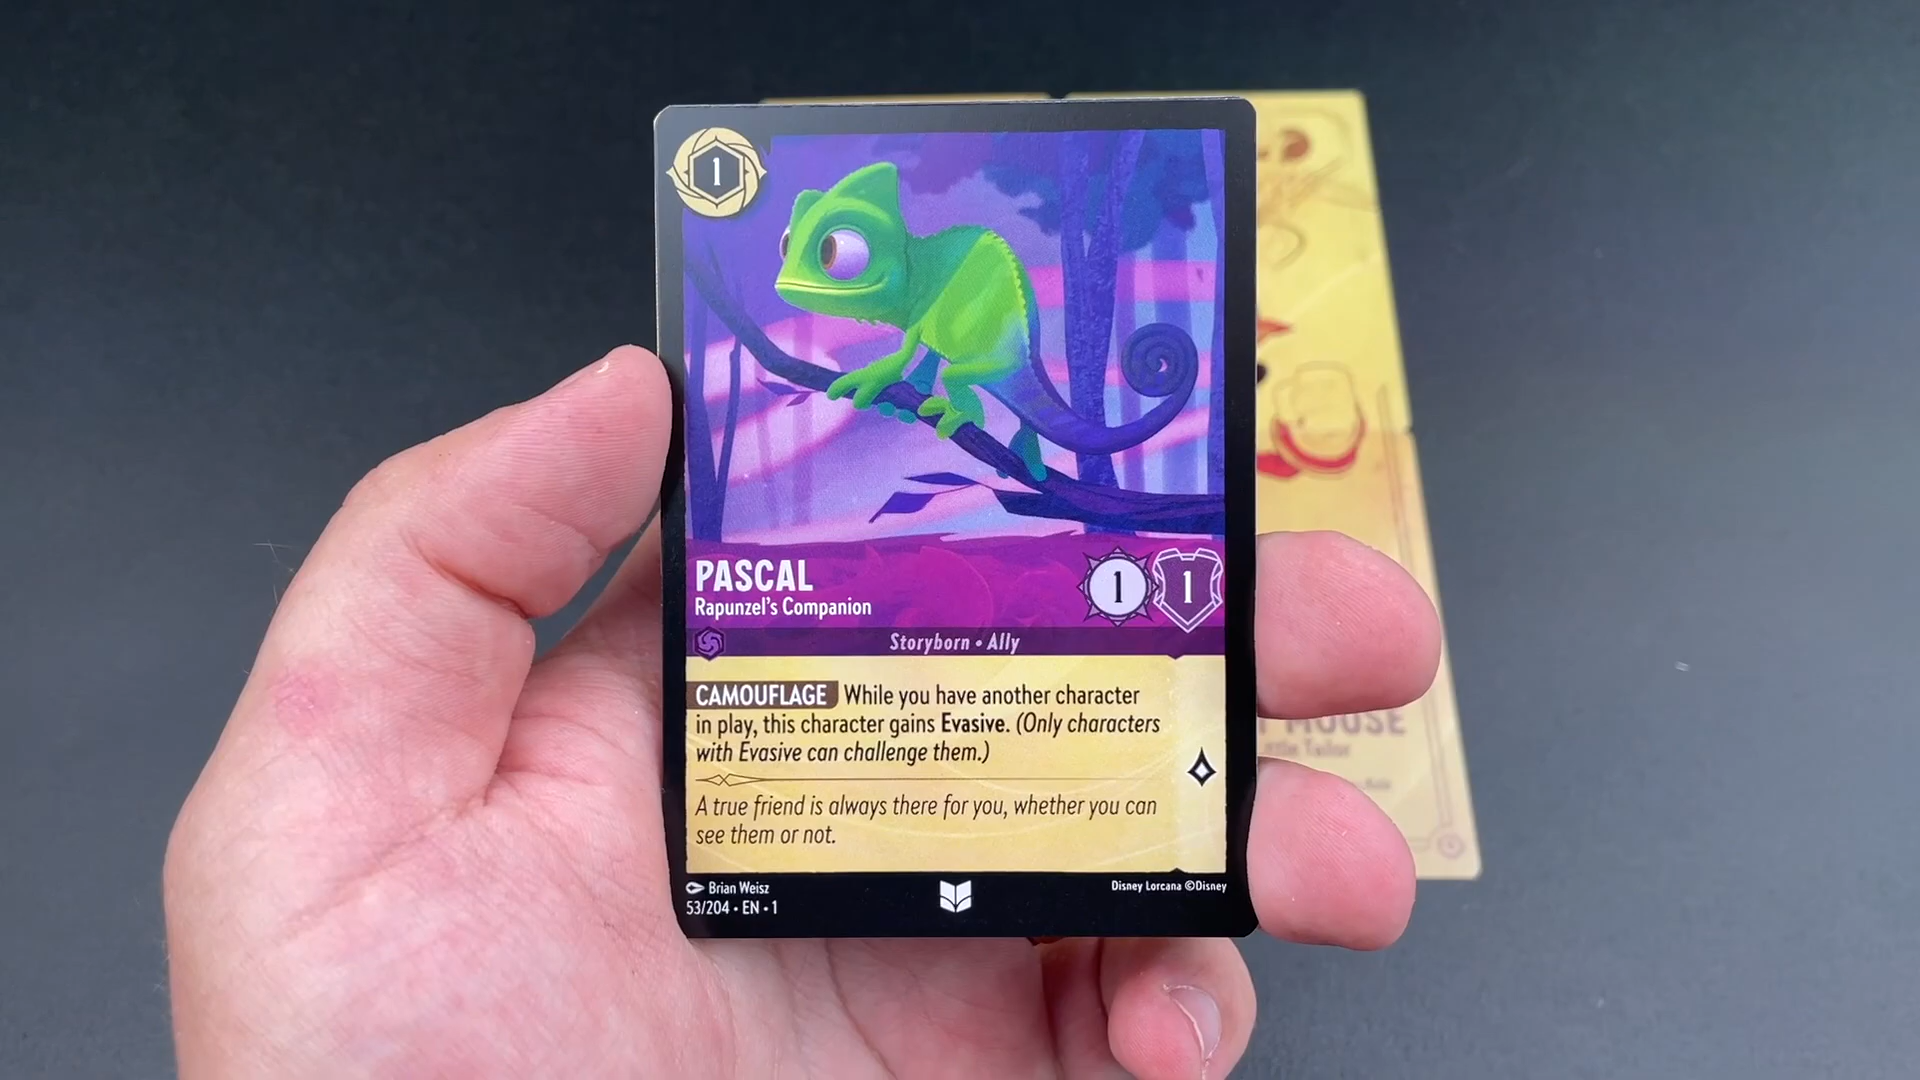 1
PASCAL
Rapunzel's Companion
1 1
Storyborn • Ally
CAMOUFLAGE While you have another character
in play, this character gains Evasive. (Only characters
with Evasive can challenge them.)
A true friend is always there for you, whether you can
see them or not.
Brian Weisz
53/204 • EN • 1
Disney Lorcana ©Disney
MOUSE
Tailor